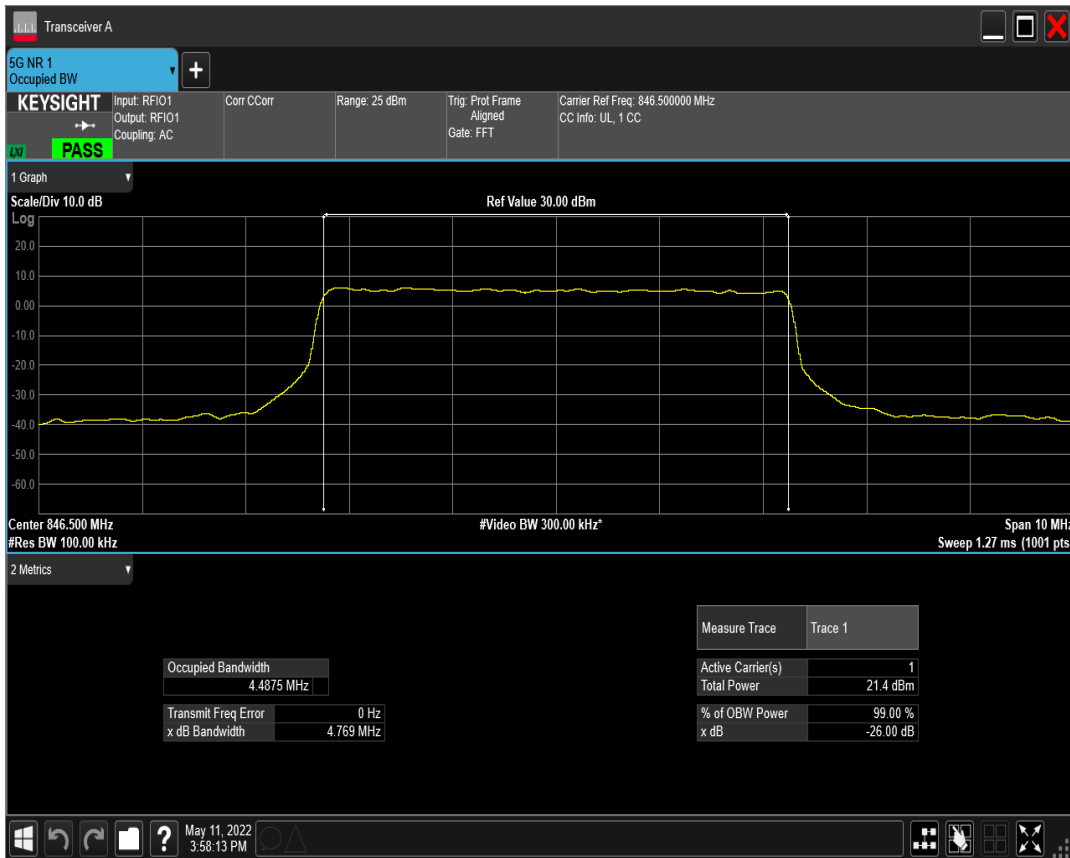 Transceiver A
5G NR 1
Occupied BW
KEYSIGHT
LXI
PASS
Input: RFIO1
Output: RFIO1
Coupling: AC
Corr CCorr
Range: 25 dBm
Trig: Prot Frame
Aligned
Gate: FFT
Carrier Ref Freq: 846.500000 MHz
CC Info: UL, 1 CC
1 Graph
Scale/Div 10.0 dB
Ref Value 30.00 dBm
Log
20.0
10.0
0.00
-10.0
-20.0
-30.0
-40.0
-50.0
-60.0
Center 846.500 MHz
#Video BW 300.00 kHz*
Span 10 MHz
#Res BW 100.00 kHz
Sweep 1.27 ms (1001 pts
2 Metrics
Measure Trace Trace 1
Occupied Bandwidth
4.4875 MHz
Active Carrier(s) 1
Total Power 21.4 dBm
Transmit Freq Error 0 Hz
x dB Bandwidth 4.769 MHz
% of OBW Power 99.00 %
x dB -26.00 dB
?
May 11, 2022
3:58:13 PM